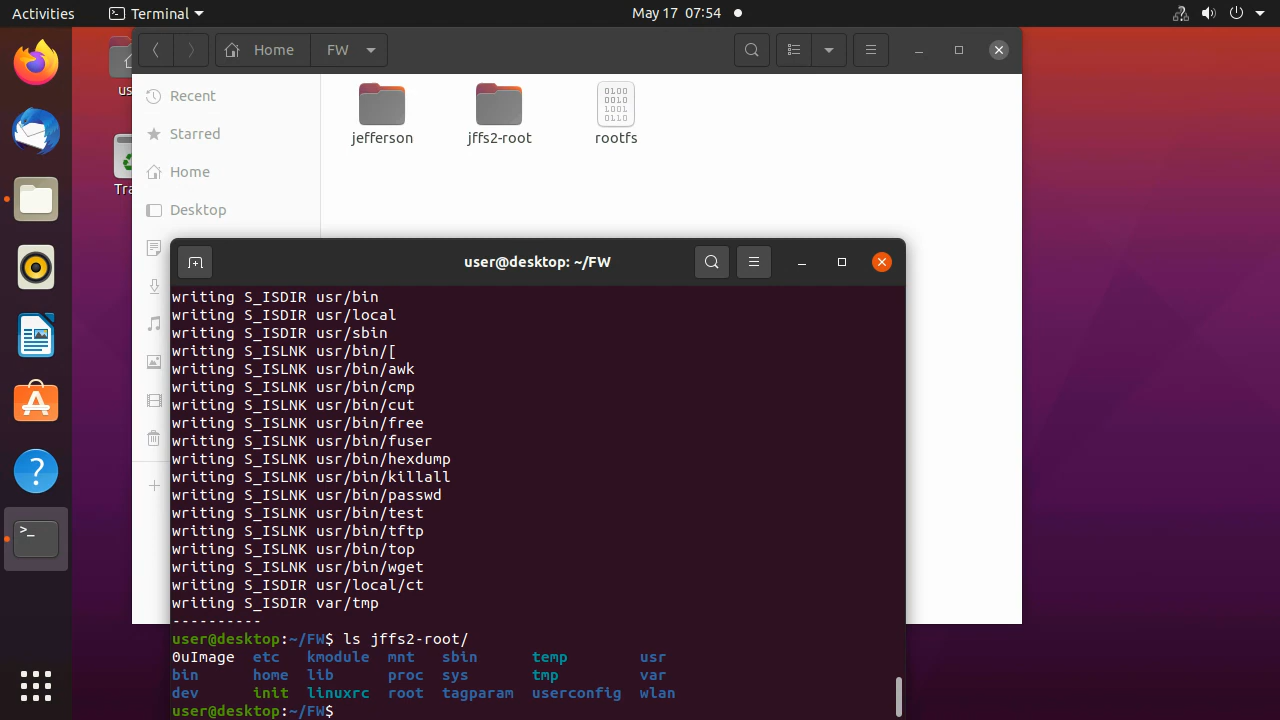 Activities Terminal May 17 07:54
Home FW
Recent
Starred
Home
Desktop
us
Tra
jefferson jffs2-root rootfs
0100
0010
1001
0110
user@desktop: ~/FW
writing S_ISDIR usr/bin
writing S_ISDIR usr/local
writing S_ISDIR usr/sbin
writing S_ISLNK usr/bin/[
writing S_ISLNK usr/bin/awk
writing S_ISLNK usr/bin/cmp
writing S_ISLNK usr/bin/cut
writing S_ISLNK usr/bin/free
writing S_ISLNK usr/bin/fuser
writing S_ISLNK usr/bin/hexdump
writing S_ISLNK usr/bin/killall
writing S_ISLNK usr/bin/passwd
writing S_ISLNK usr/bin/test
writing S_ISLNK usr/bin/tftp
writing S_ISLNK usr/bin/top
writing S_ISLNK usr/bin/wget
writing S_ISDIR usr/local/ct
writing S_ISDIR var/tmp
----------
user@desktop:~/FW$ ls jffs2-root/
0uImage etc kmodule mnt sbin temp usr
bin home lib proc sys tmp var
dev init linuxrc root tagparam userconfig wlan
user@desktop:~/FW$